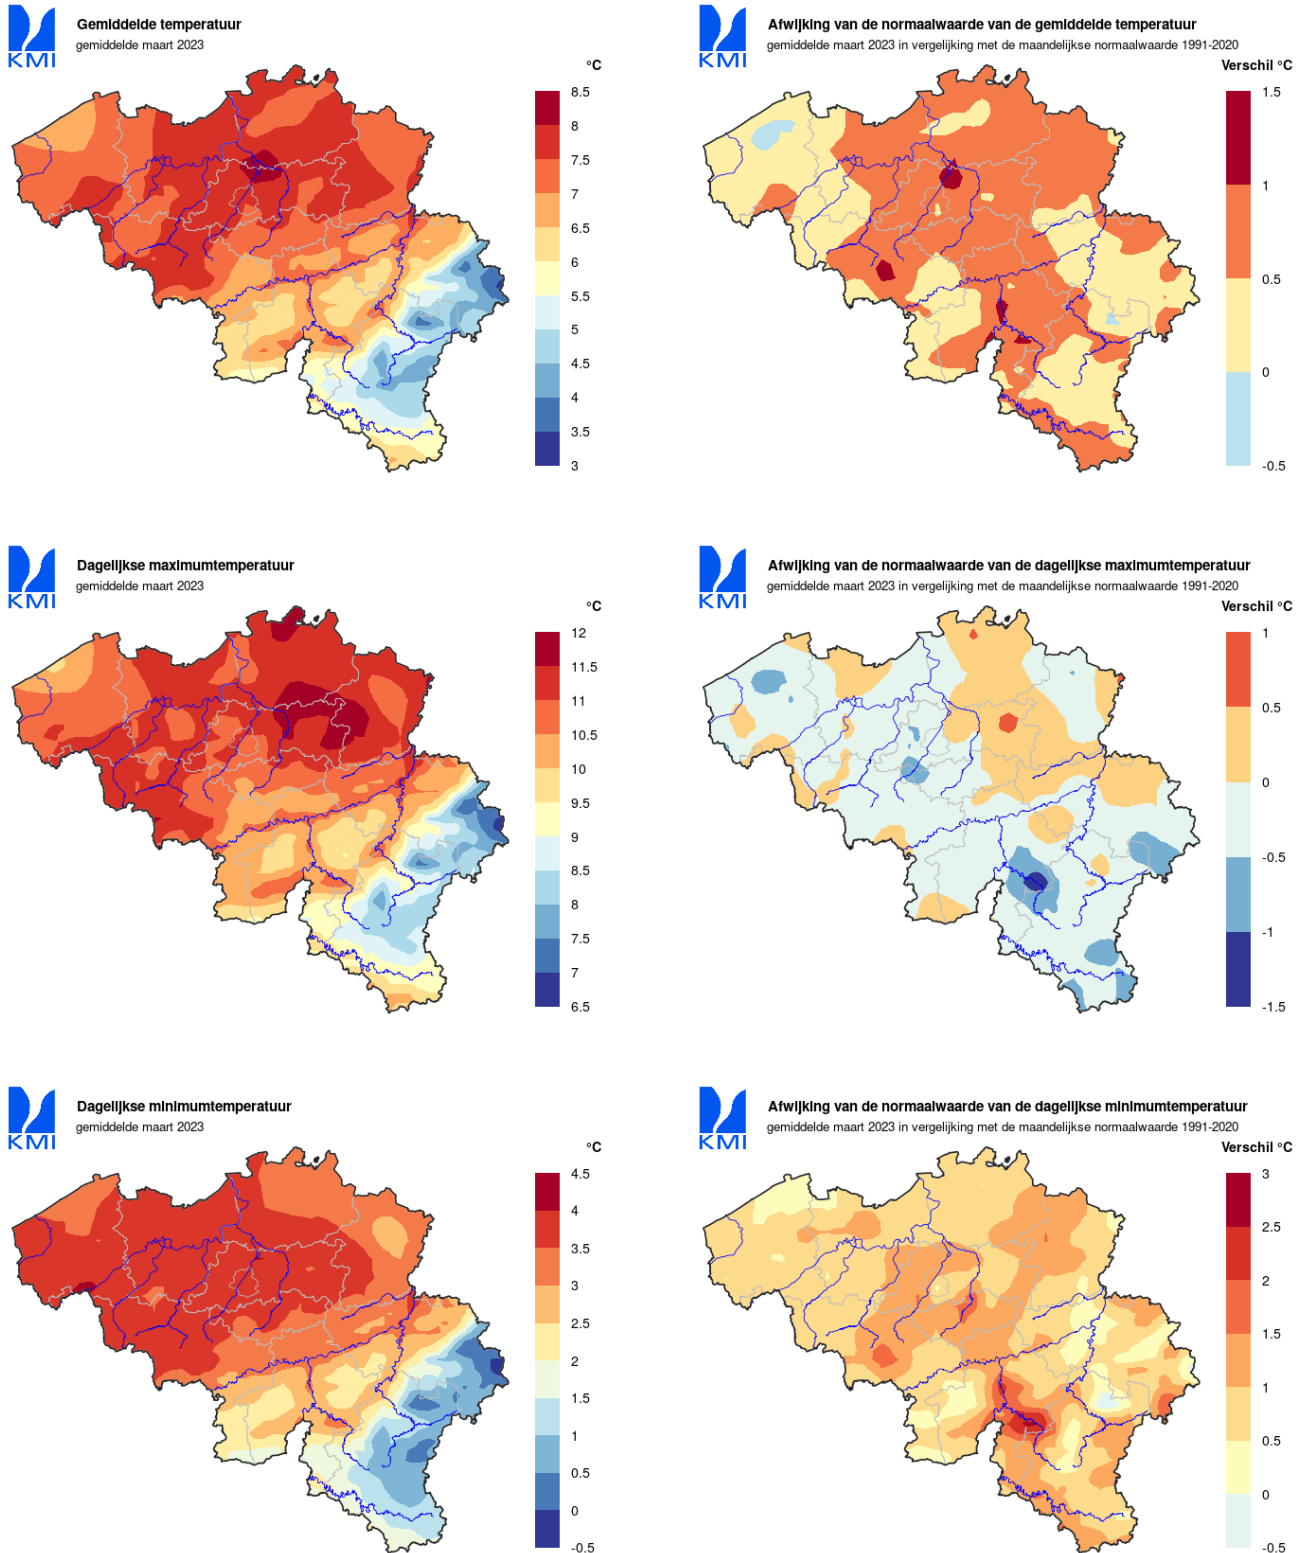 Gemiddelde temperatuur
gemiddelde maart 2023
KMI
°C
8.5
8
7.5
7
6.5
6
5.5
5
4.5
4
3.5
3
Afwijking van de normaalwaarde van de gemiddelde temperatuur
gemiddelde maart 2023 in vergelijking met de maandelijkse normaalwaarde 1991-2020
KMI
Verschil °C
1.5
1
0.5
0
-0.5
Dagelijkse maximumtemperatuur
gemiddelde maart 2023
KMI
°C
12
11.5
11
10.5
10
9.5
9
8.5
8
7.5
7
6.5
Afwijking van de normaalwaarde van de dagelijkse maximumtemperatuur
gemiddelde maart 2023 in vergelijking met de maandelijkse normaalwaarde 1991-2020
KMI
Verschil °C
1
0.5
0
-0.5
-1
-1.5
Dagelijkse minimumtemperatuur
gemiddelde maart 2023
KMI
°C
4.5
4
3.5
3
2.5
2
1.5
1
0.5
0
-0.5
Afwijking van de normaalwaarde van de dagelijkse minimumtemperatuur
gemiddelde maart 2023 in vergelijking met de maandelijkse normaalwaarde 1991-2020
KMI
Verschil °C
3
2.5
2
1.5
1
0.5
0
-0.5